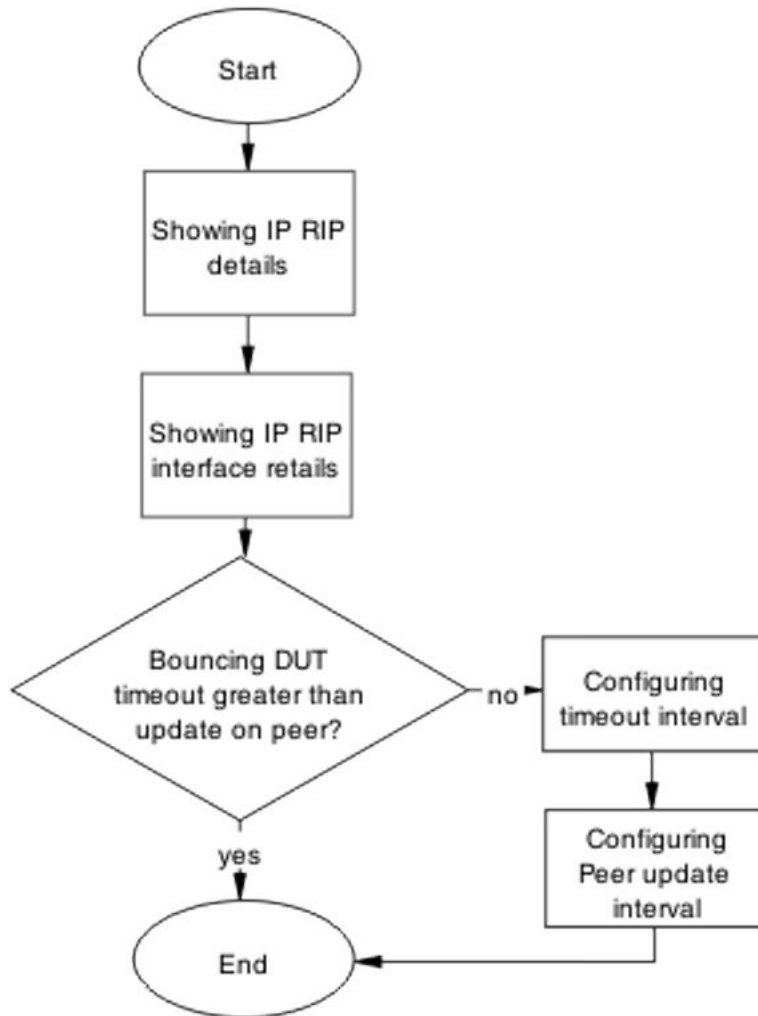 Start
Showing IP RIP
details
Showing IP RIP
interface retails
Bouncing DUT
timeout greater than
update on peer?
no
Configuring
timeout interval
Configuring
Peer update
interval
yes
End